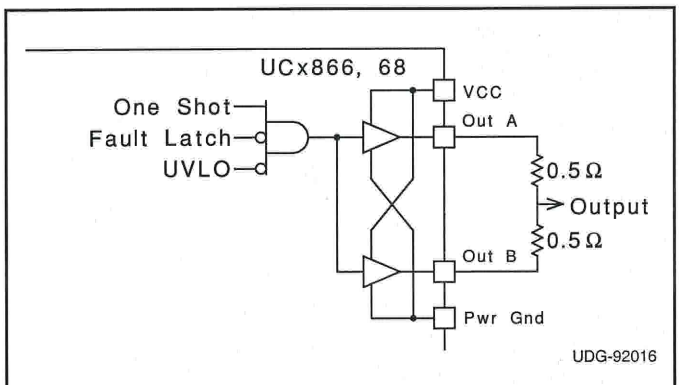 UCx866, 68
VCC
One Shot
Out A
Fault Latch
UVLO
0.5 Ω
Output
0.5 Ω
Out B
Pwr Gnd
UDG-92016